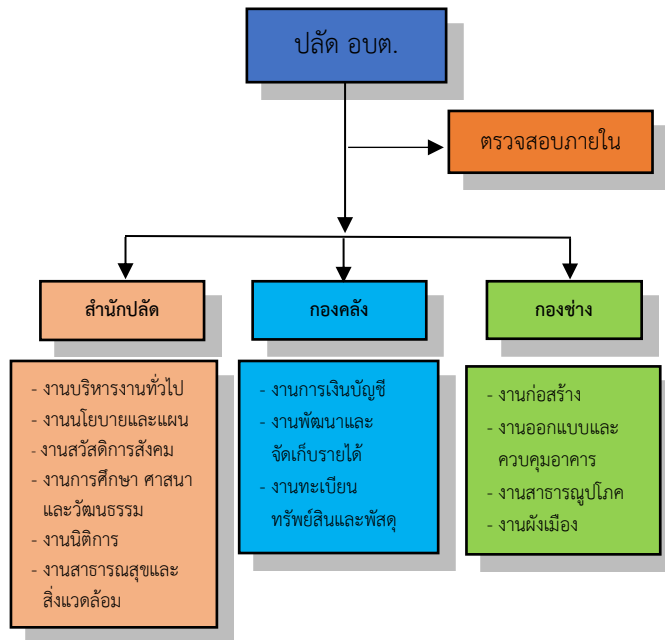 ปลัด อบต.
ตรวจสอบภายใน
สำนักปลัด
- งานบริหารงานทั่วไป
- งานนโยบายและแผน
- งานสวัสดิการสังคม
- งานการศึกษา ศาสนา
และวัฒนธรรม
- งานนิติการ
- งานสาธารณสุขและ
สิ่งแวดล้อม
กองคลัง
- งานการเงินบัญชี
- งานพัฒนาและ
จัดเก็บรายได้
- งานทะเบียน
ทรัพย์สินและพัสดุ
กองช่าง
- งานก่อสร้าง
- งานออกแบบและ
ควบคุมอาคาร
- งานสาธารณูปโภค
- งานผังเมือง